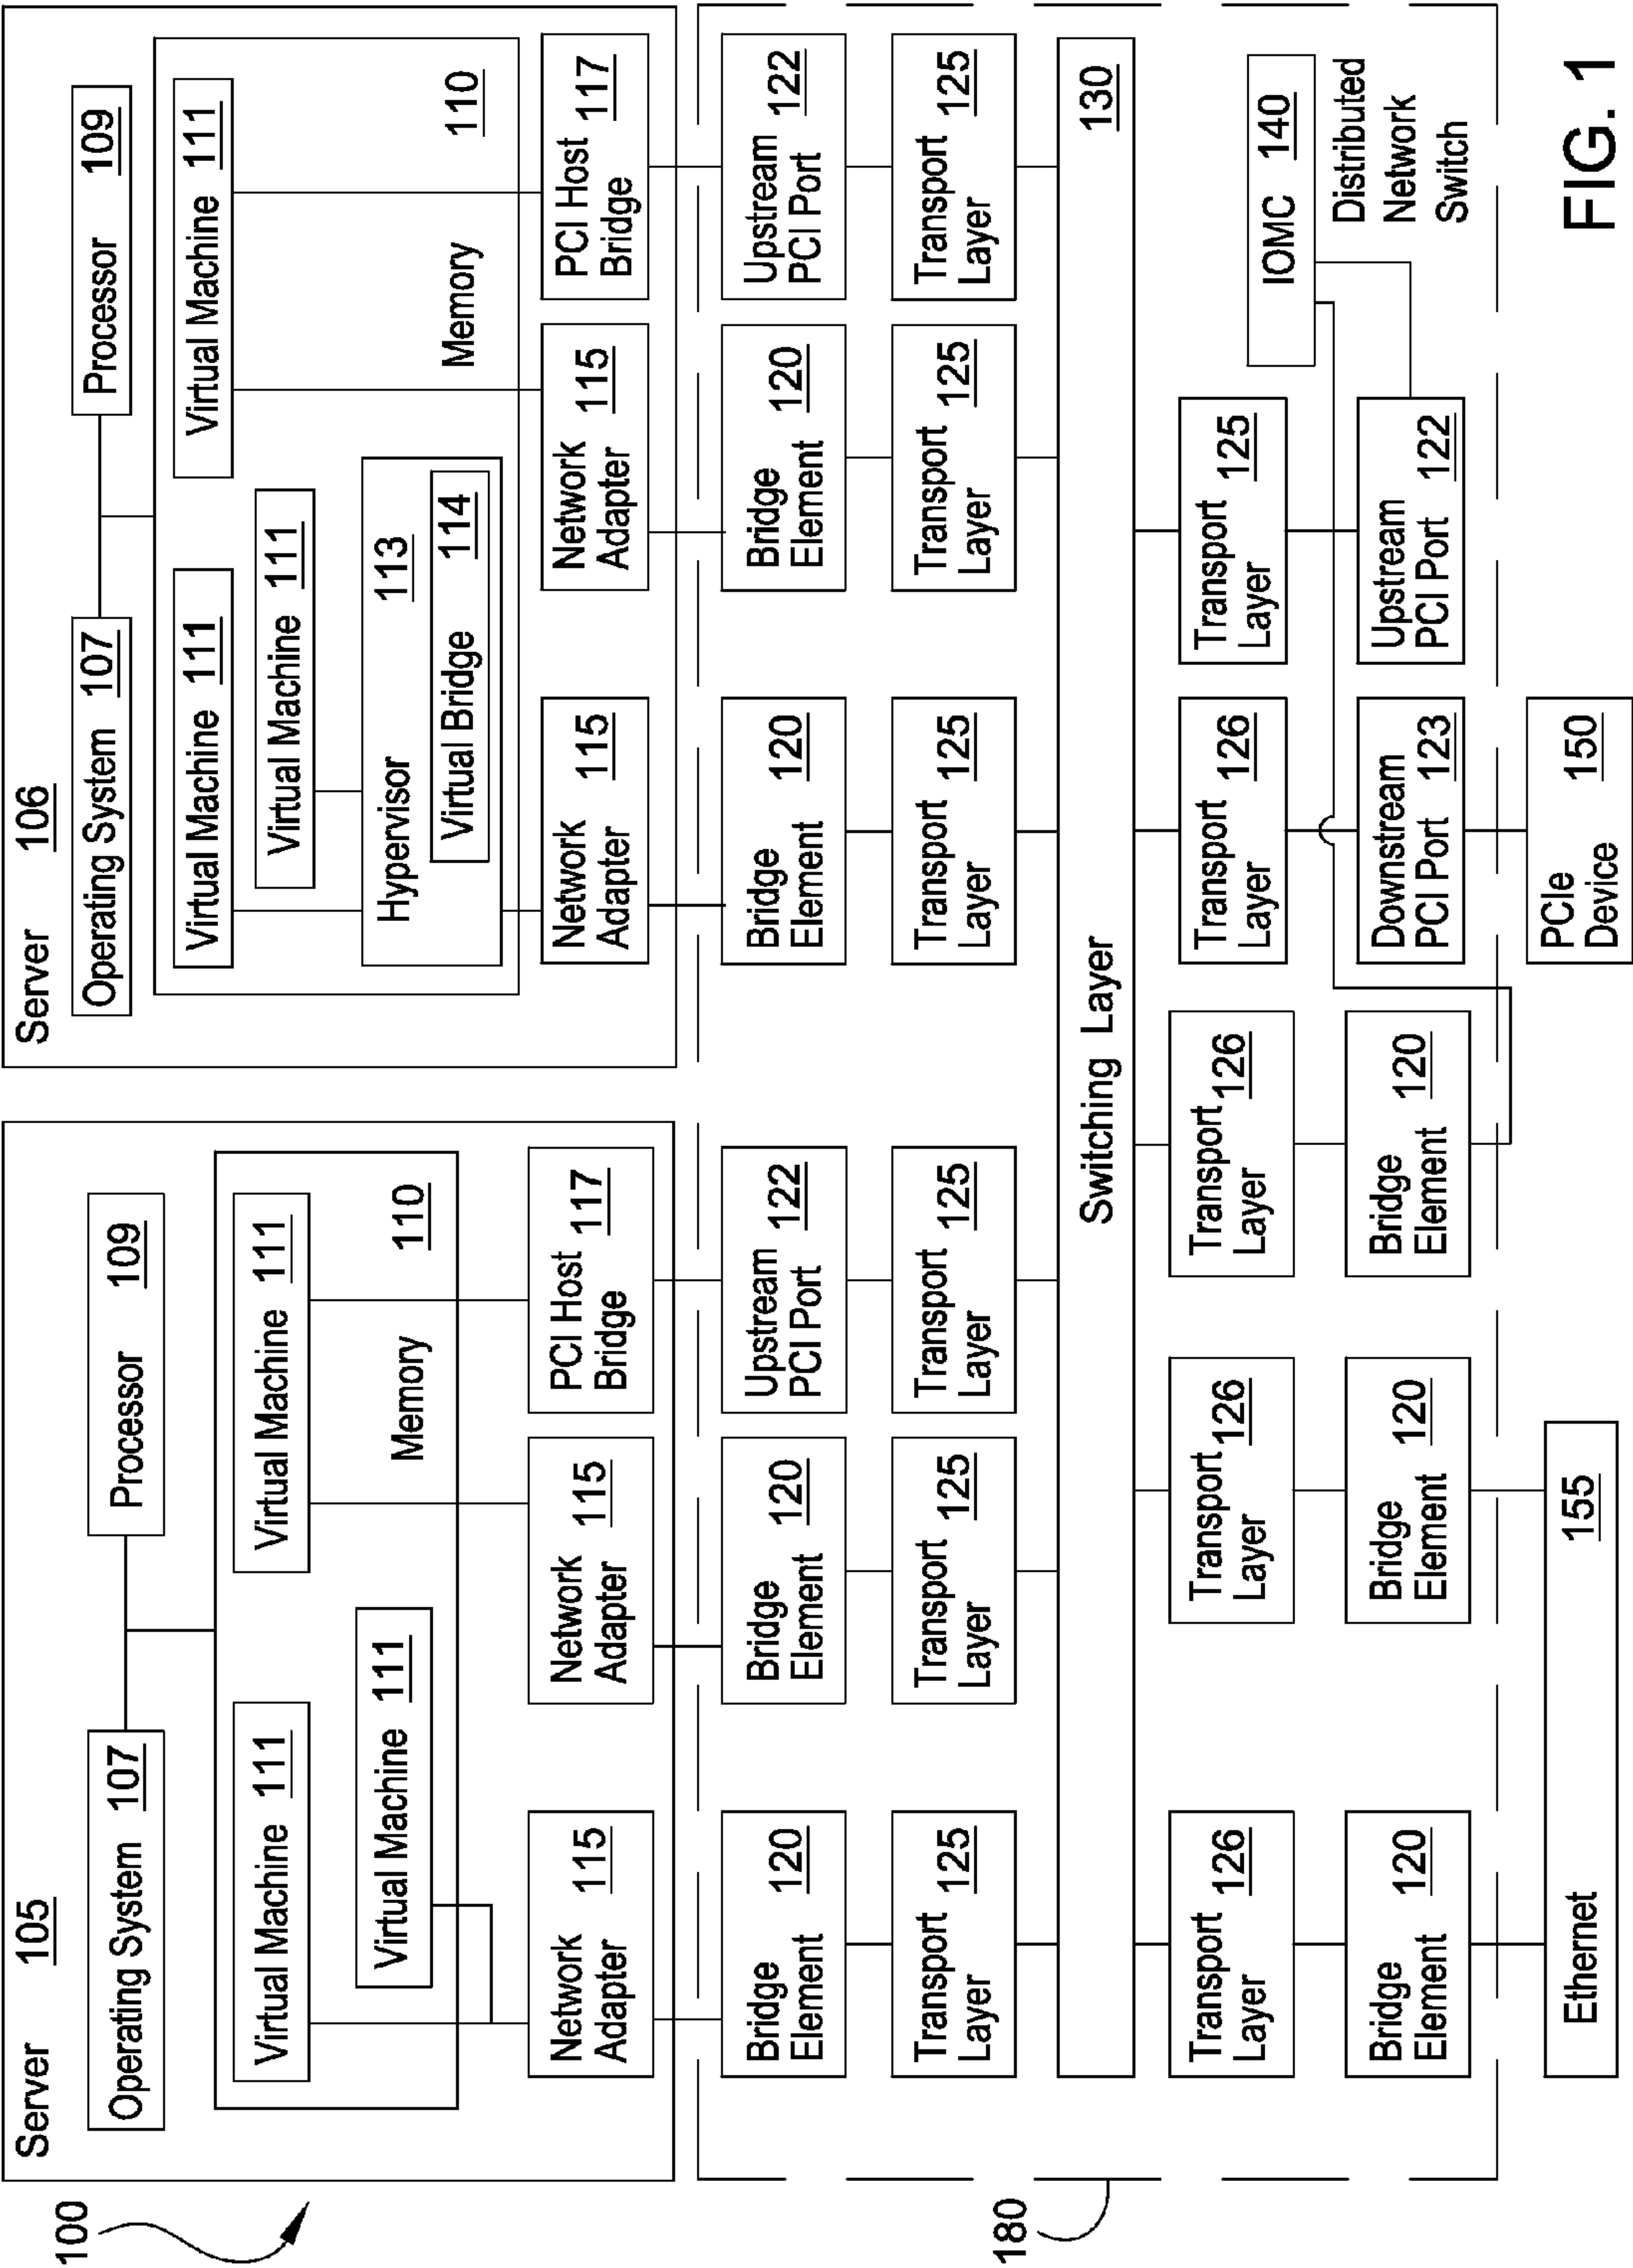 100
Server 105
Operating System 107
Processor 109
Virtual Machine 111
Virtual Machine 111
Virtual Machine 111
Memory
110
Network
Adapter 115
Network
Adapter 115
PCI Host
Bridge 117
Server 106
Operating System 107
Processor 109
Virtual Machine 111
Virtual Machine 111
Virtual Machine 111
Hypervisor 113
Virtual Bridge 114
Memory
110
Network
Adapter 115
Network
Adapter 115
PCI Host
Bridge 117
Bridge
Element 120
Bridge
Element 120
Upstream
PCI Port 122
Bridge
Element 120
Bridge
Element 120
Upstream
PCI Port 122
Transport
Layer 125
Transport
Layer 125
Transport
Layer 125
Transport
Layer 125
Transport
Layer 125
Transport
Layer 125
180
Switching Layer 130
Transport
Layer 126
Transport
Layer 126
Transport
Layer 126
Transport
Layer 126
Transport
Layer 125
IOMC 140
Bridge
Element 120
Bridge
Element 120
Bridge
Element 120
Downstream
PCI Port 123
Upstream
PCI Port 122
Distributed
Network
Switch
Ethernet 155
PCIe
Device 150
FIG. 1